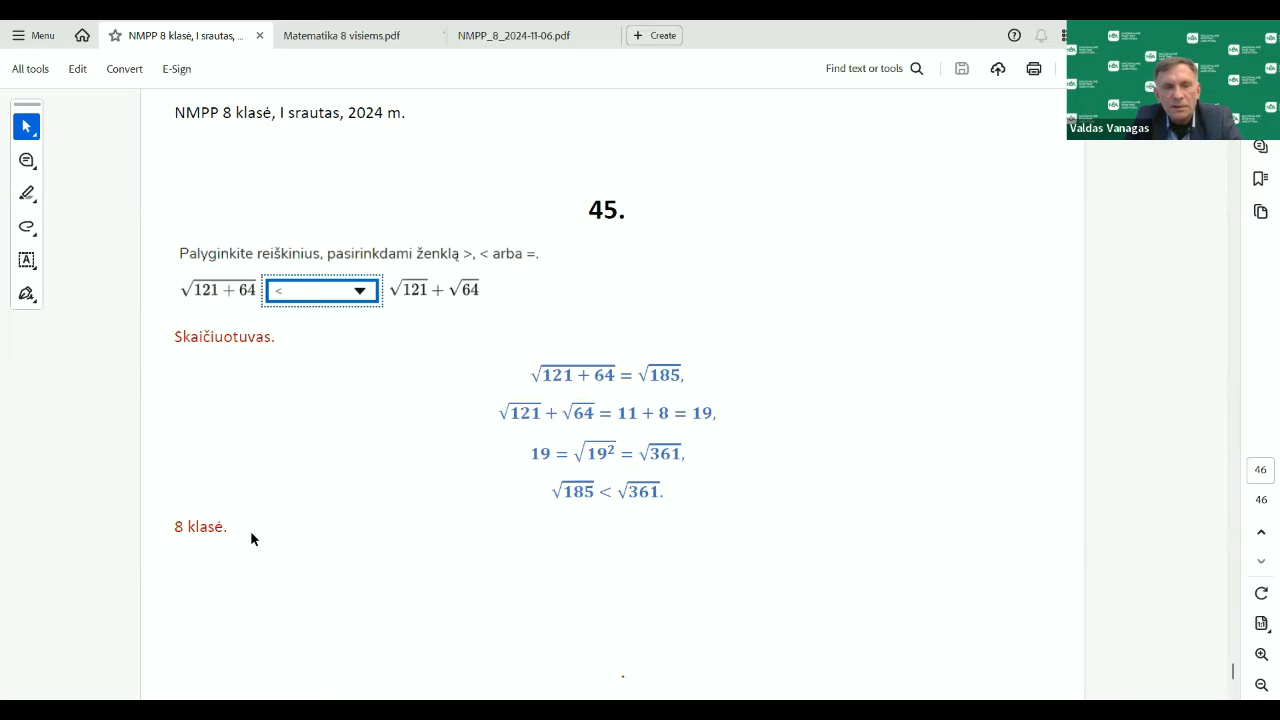 Menu
NMPP 8 klasė, I srautas, ...
Matematika 8 visiems.pdf
NMPP_8_2024-11-06.pdf
Create
All tools
Edit
Convert
E-Sign
Find text or tools
Valdas Vanagas
NMPP 8 klasė, I srautas, 2024 m.
45.
Palyginkite reiškinius, pasirinkdami ženklą >, < arba =.
√(121 + 64) < √121 + √64
Skaičiuotuvas.
√(121 + 64) = √185,
√121 + √64 = 11 + 8 = 19,
19 = √(19²) = √361,
√185 < √361.
8 klasė.
46
46